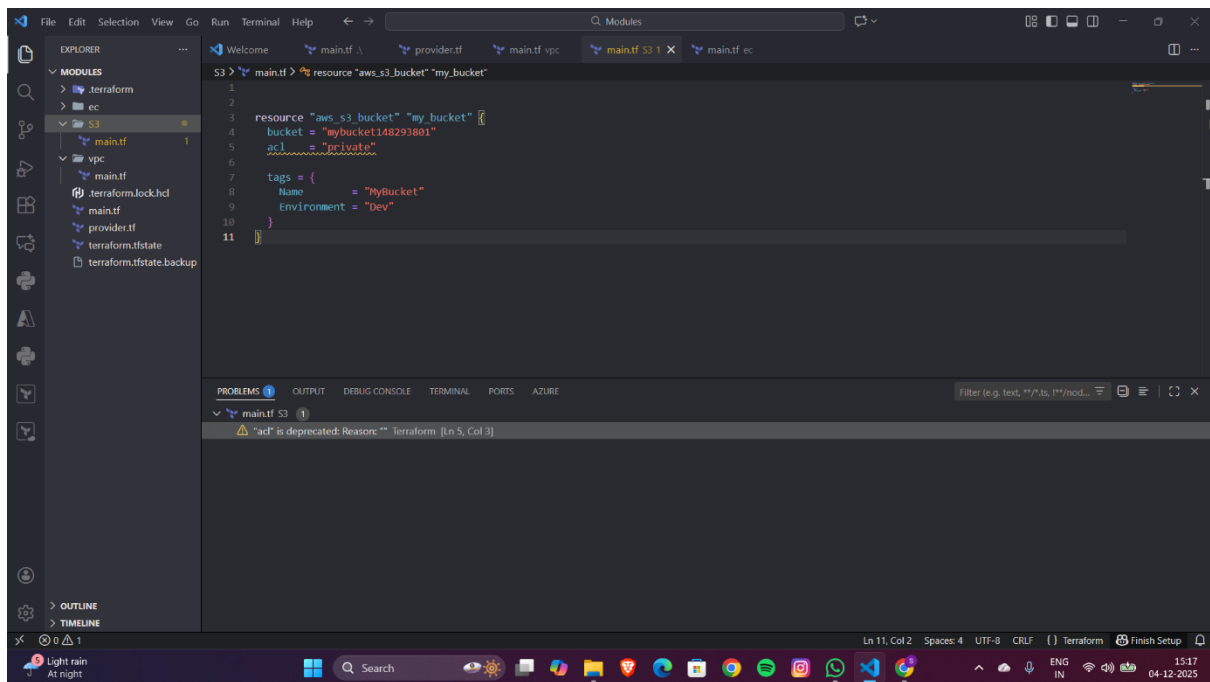 File Edit Selection View Go Run Terminal Help
Modules
EXPLORER
MODULES
.terraform
ec
S3
main.tf 1
vpc
main.tf
.terraform.lock.hcl
main.tf
provider.tf
terraform.tfstate
terraform.tfstate.backup
OUTLINE
TIMELINE
Welcome main.tf .\ provider.tf main.tf vpc main.tf S3 1 main.tf ec
S3 > main.tf > resource "aws_s3_bucket" "my_bucket"
1
2
3 resource "aws_s3_bucket" "my_bucket" {
4 bucket = "mybucket148293801"
5 acl = "private"
6
7 tags = {
8 Name = "MyBucket"
9 Environment = "Dev"
10 }
11 }
PROBLEMS 1 OUTPUT DEBUG CONSOLE TERMINAL PORTS AZURE
Filter (e.g. text, **/*.ts, !**/nod...
main.tf S3 1
"acl" is deprecated: Reason: "" Terraform [Ln 5, Col 3]
0 1 Ln 11, Col 2 Spaces: 4 UTF-8 CRLF { } Terraform Finish Setup
5 Light rain
At night
Search
ENG
IN
15:17
04-12-2025